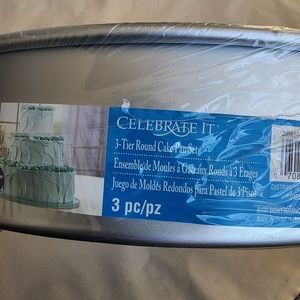 CELEBRATE IT
3-Tier Round Cake Pan Set
Ensemble de Moules à Gâteaux Ronds à 3 Étages
Juego de Moldes Redondos para Pastel de 3 Pisos
3 pc/pz